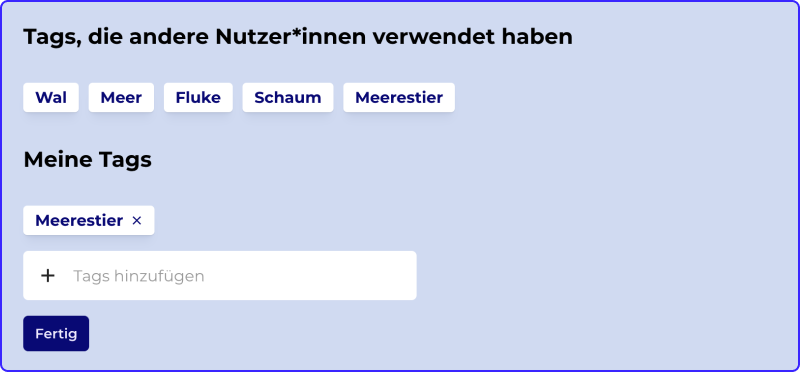 Tags, die andere Nutzer*innen verwendet haben
Wal Meer Fluke Schaum Meerestier
Meine Tags
Meerestier ×
+ Tags hinzufügen
Fertig